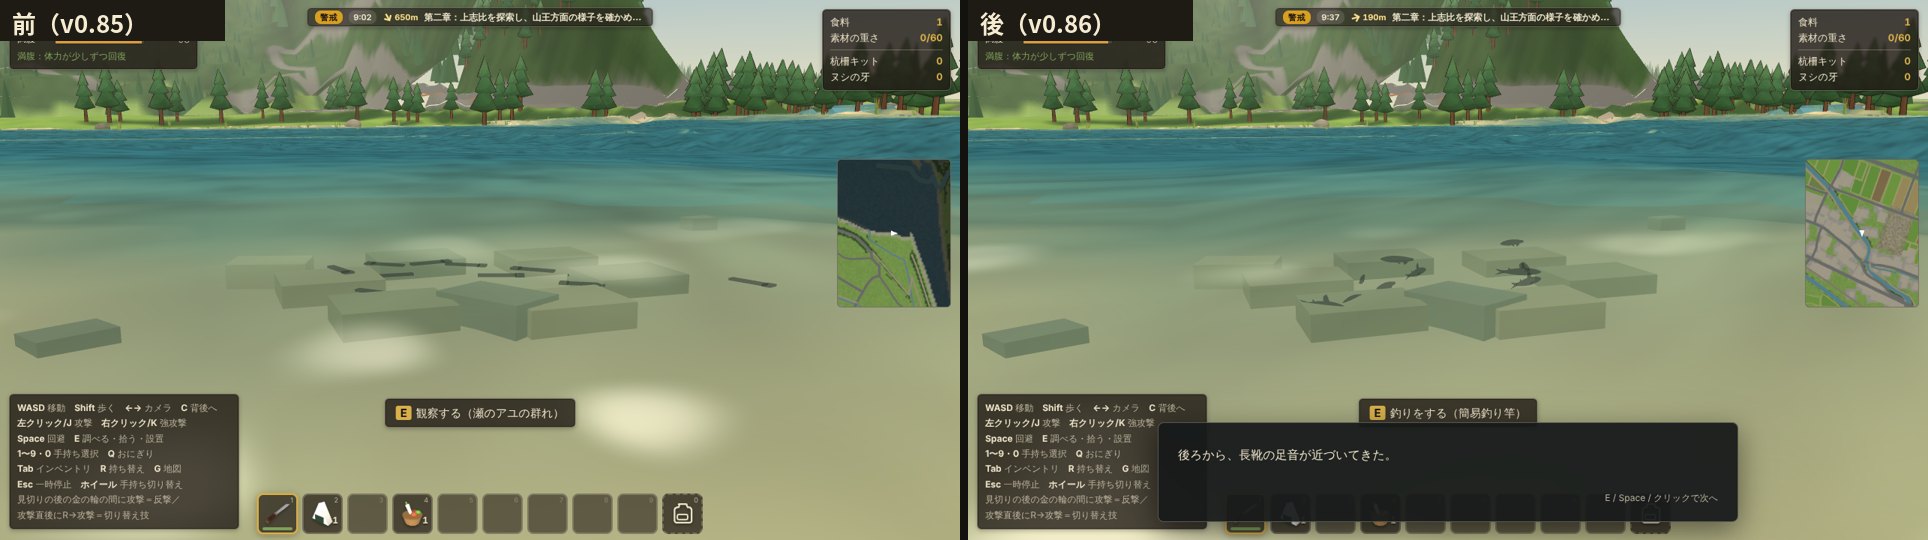 前（v0.85）
警戒 9:02 650m 第二章：上志比を探索し、山王方面の様子を確かめ…
満腹：体力が少しずつ回復
食料 1
素材の重さ 0/60
杭柵キット 0
ヌシの牙 0
E 観察する（瀬のアユの群れ）
WASD 移動 Shift 歩く ←→ カメラ C 背後へ
左クリック/J 攻撃 右クリック/K 強攻撃
Space 回避 E 調べる・拾う・設置
1〜9・0 手持ち選択 Q おにぎり
Tab インベントリ R 持ち替え G 地図
Esc 一時停止 ホイール 手持ち切り替え
見切りの後の金の輪の間に攻撃＝反撃／
攻撃直後にR→攻撃＝切り替え技
1 2 3 4 5 6 7 8 9 0
1 1
後（v0.86）
警戒 9:37 190m 第二章：上志比を探索し、山王方面の様子を確かめ…
満腹：体力が少しずつ回復
食料 1
素材の重さ 0/60
杭柵キット 0
ヌシの牙 0
E 釣りをする（簡易釣り竿）
WASD 移動 Shift 歩く ←→ カメラ C 背後へ
左クリック/J 攻撃 右クリック/K 強攻撃
Space 回避 E 調べる・拾う・設置
1〜9・0 手持ち選択 Q おにぎり
Tab インベントリ R 持ち替え G 地図
Esc 一時停止 ホイール 手持ち切り替え
見切りの後の金の輪の間に攻撃＝反撃／
攻撃直後にR→攻撃＝切り替え技
後ろから、長靴の足音が近づいてきた。
E / Space / クリックで次へ